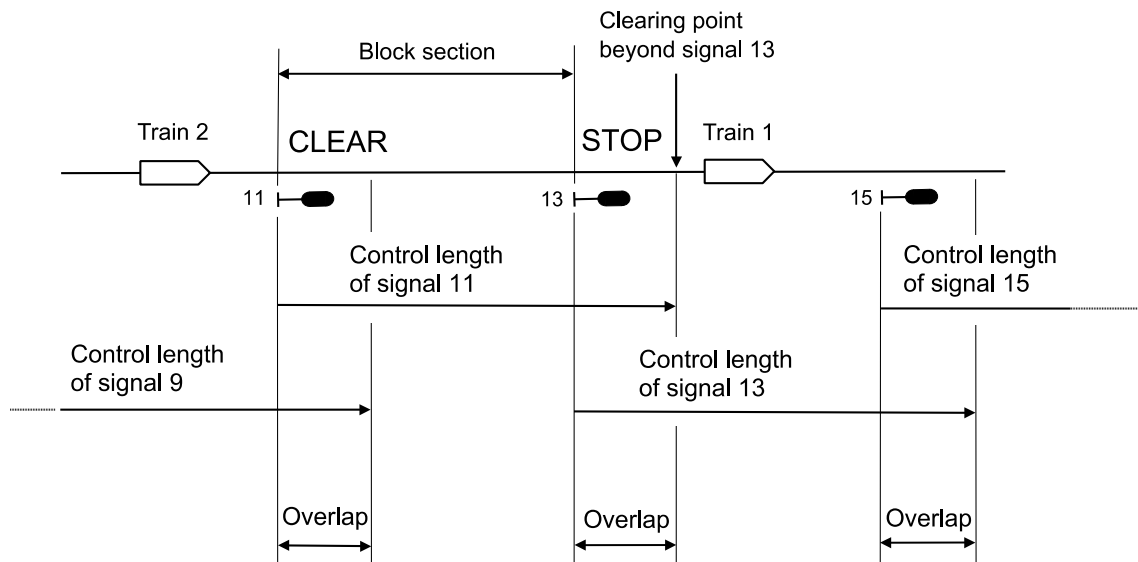 Clearing point
beyond signal 13
Block section
Train 2
CLEAR
STOP
Train 1
11
13
15
Control length
of signal 11
Control length
of signal 15
Control length
of signal 9
Control length
of signal 13
Overlap
Overlap
Overlap